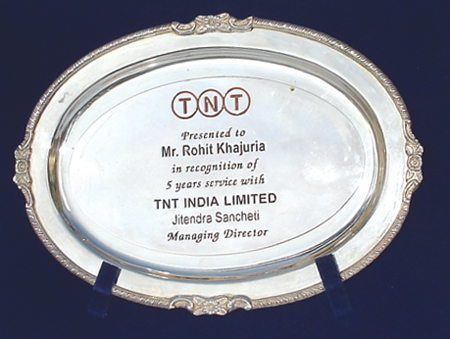 TNT
Presented to
Mr. Rohit Khajuria
in recognition of
5 years service with
TNT INDIA LIMITED
Jitendra Sancheti
Managing Director